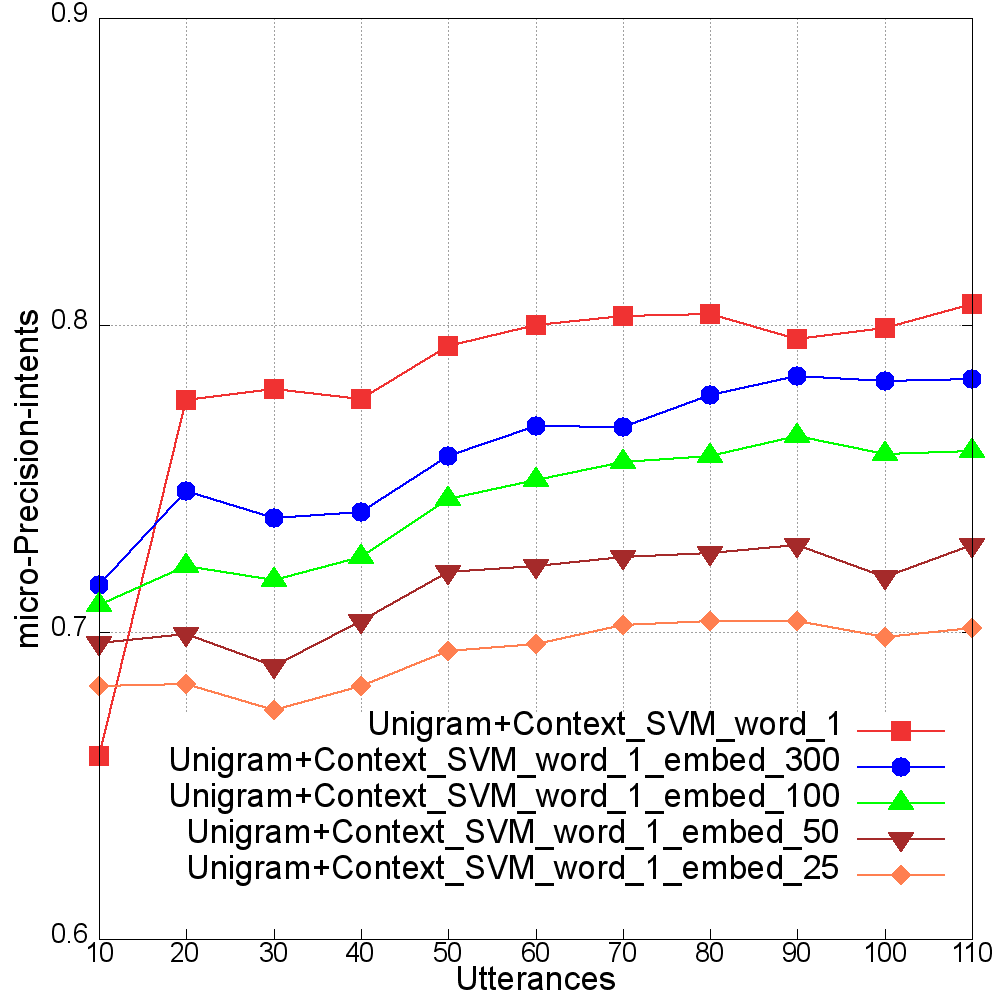 0.9
0.8
0.7
0.6
micro-Precision-intents
Unigram+Context_SVM_word_1
Unigram+Context_SVM_word_1_embed_300
Unigram+Context_SVM_word_1_embed_100
Unigram+Context_SVM_word_1_embed_50
Unigram+Context_SVM_word_1_embed_25
10 20 30 40 50 60 70 80 90 100 110
Utterances